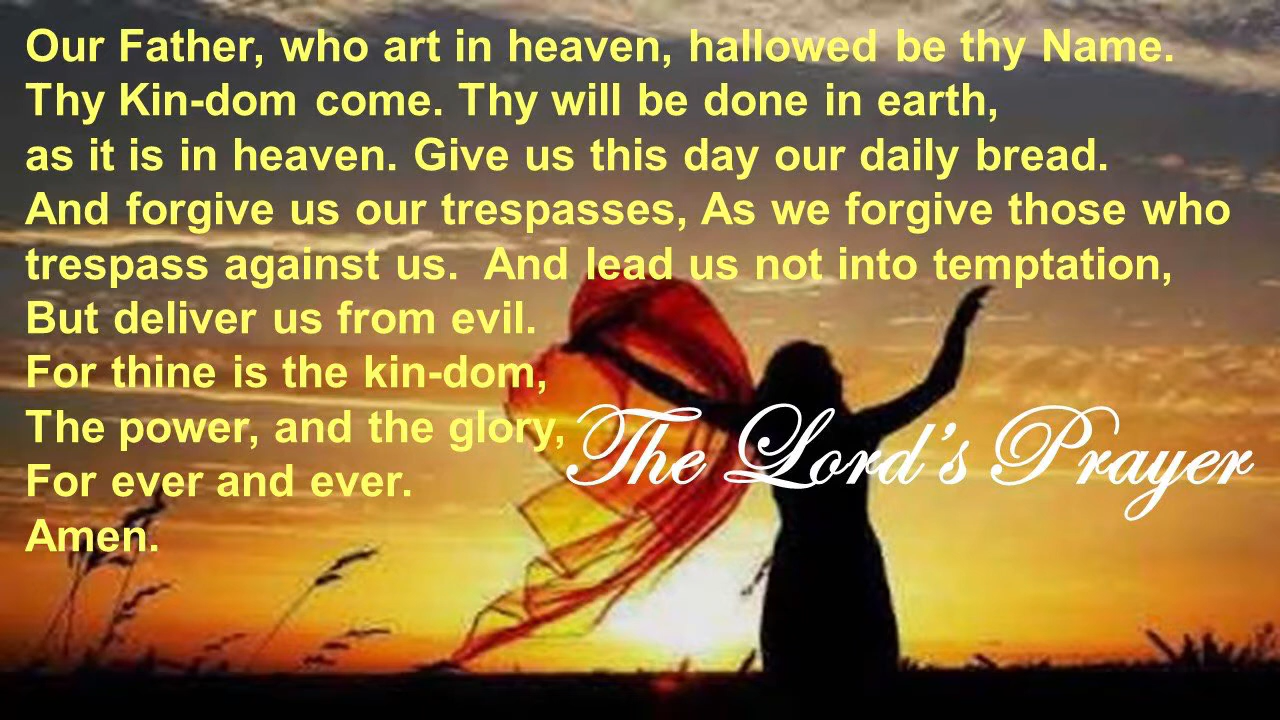 Our Father, who art in heaven, hallowed be thy Name.
Thy Kin-dom come. Thy will be done in earth,
as it is in heaven. Give us this day our daily bread.
And forgive us our trespasses, As we forgive those who
trespass against us.  And lead us not into temptation,
But deliver us from evil.
For thine is the kin-dom,
The power, and the glory,
For ever and ever.
Amen.
The Lord's Prayer